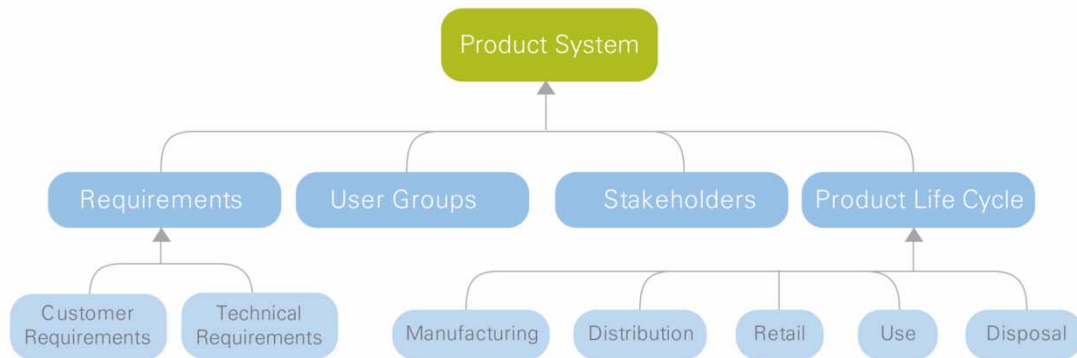 Product System
Requirements
User Groups
Stakeholders
Product Life Cycle
Customer
Requirements
Technical
Requirements
Manufacturing
Distribution
Retail
Use
Disposal